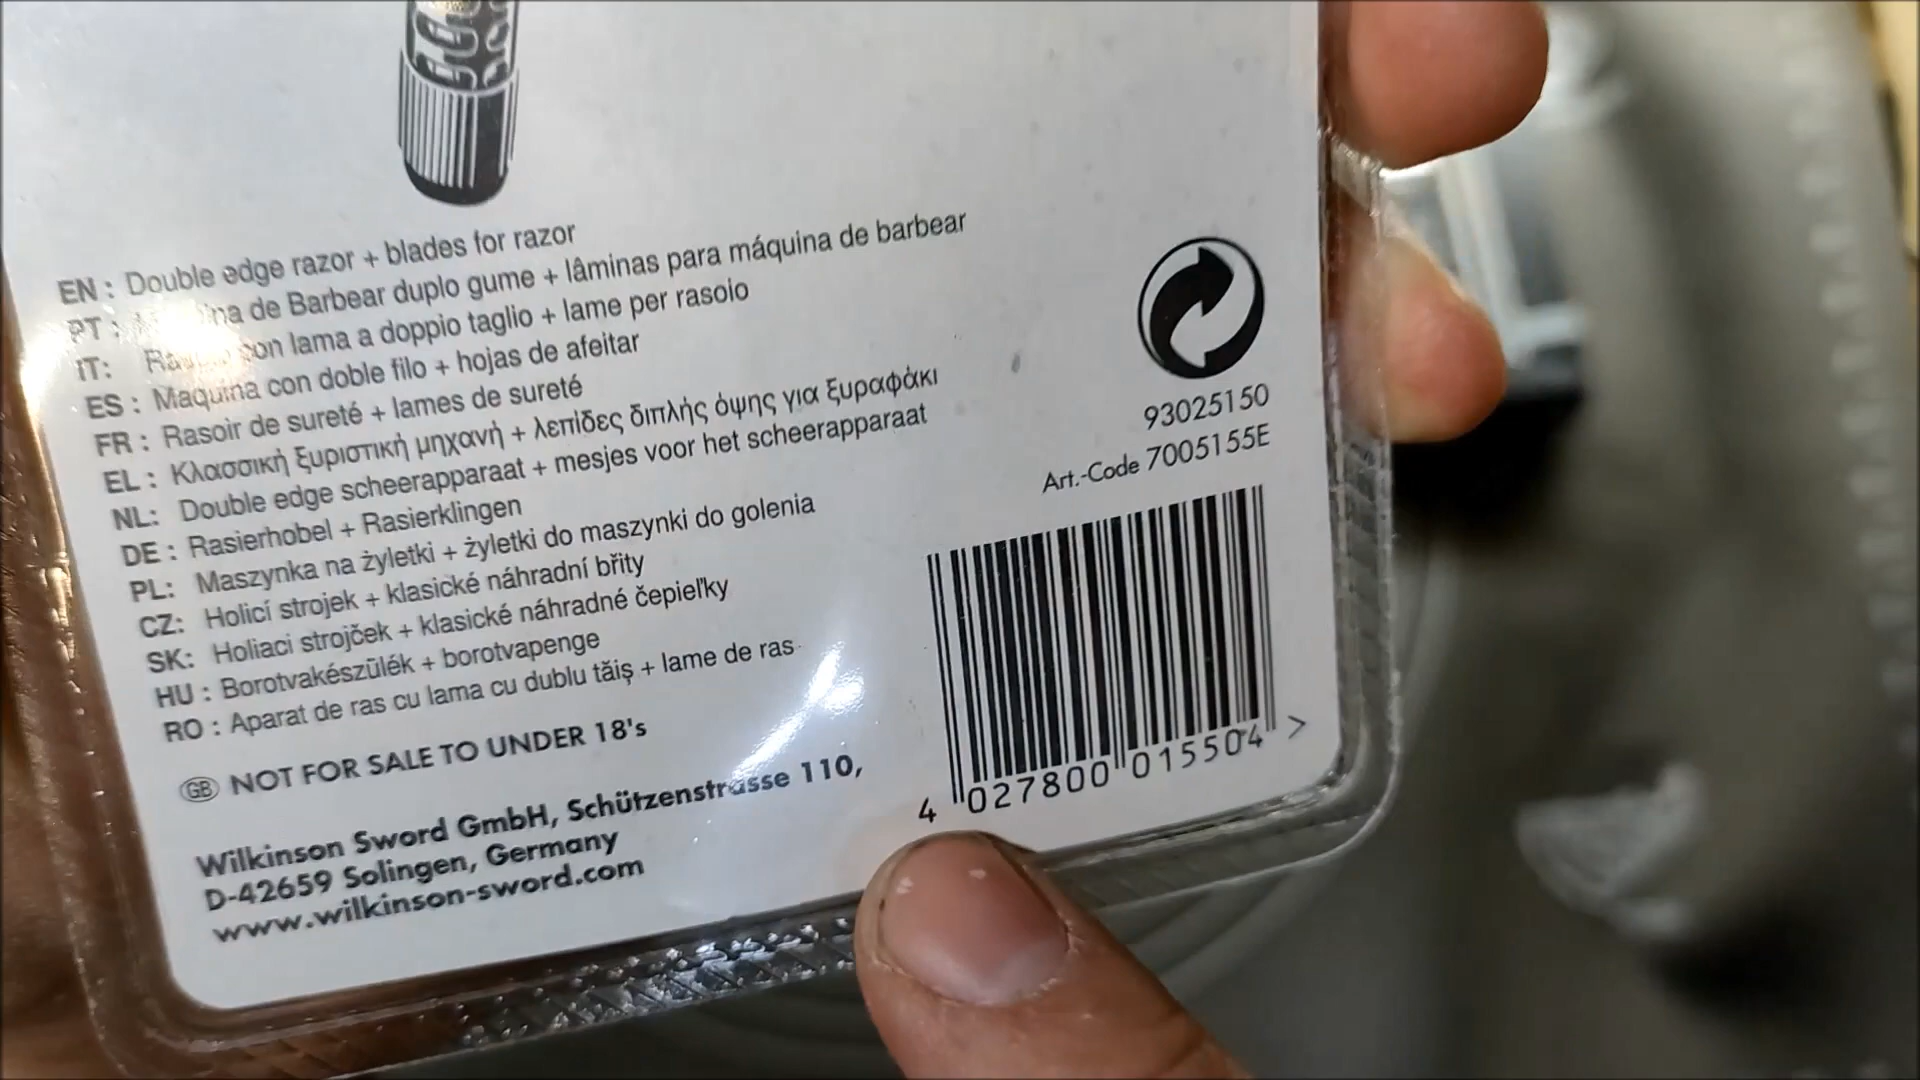 EN : Double edge razor + blades for razor
PT : de Barbear duplo gume + lâminas para máquina de barbear
IT: con lama a doppio taglio + lame per rasoio
ES : Maquina con doble filo + hojas de afeitar
FR : Rasoir de sureté + lames de sureté
EL : Κλασσική ξυριστική μηχανή + λεπίδες διπλής όψης για ξυραφάκι
NL: Double edge scheerapparaat + mesjes voor het scheerapparaat
DE : Rasierhobel + Rasierklingen
PL: Maszynka na żyletki + żyletki do maszynki do golenia
CZ: Holicí strojek + klasické náhradní břity
SK: Holiaci strojček + klasické náhradné čepieľky
HU : Borotvakészūlék + borotvapenge
RO : Aparat de ras cu lama cu dublu tăiş + lame de ras
GB NOT FOR SALE TO UNDER 18's
Wilkinson Sword GmbH, Schützenstrasse 110,
D-42659 Solingen, Germany
www.wilkinson-sword.com
93025150
Art.-Code 7005155E
4 027800 015504 >